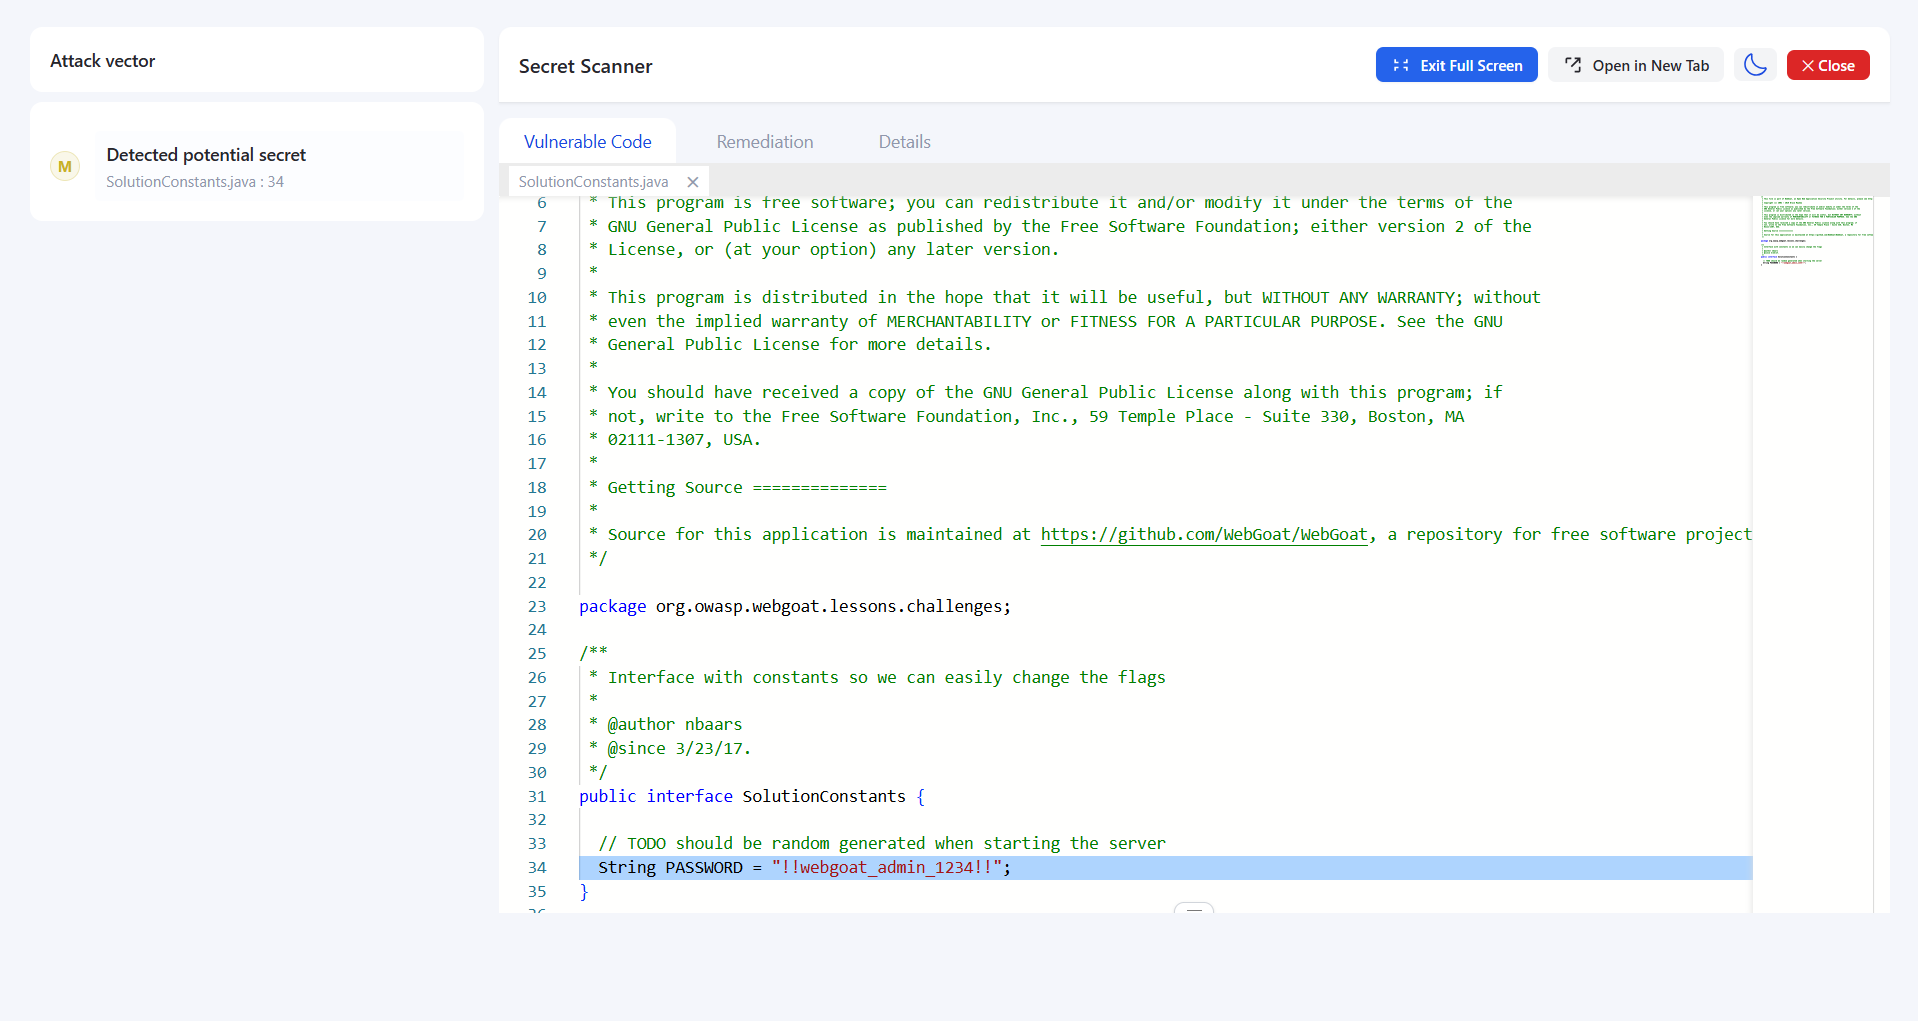 Attack vector
M
Detected potential secret
SolutionConstants.java : 34
Secret Scanner
Exit Full Screen
Open in New Tab
Close
Vulnerable Code
Remediation
Details
SolutionConstants.java
6 * This program is free software; you can redistribute it and/or modify it under the terms of the
7 * GNU General Public License as published by the Free Software Foundation; either version 2 of the
8 * License, or (at your option) any later version.
9 *
10 * This program is distributed in the hope that it will be useful, but WITHOUT ANY WARRANTY; without
11 * even the implied warranty of MERCHANTABILITY or FITNESS FOR A PARTICULAR PURPOSE. See the GNU
12 * General Public License for more details.
13 *
14 * You should have received a copy of the GNU General Public License along with this program; if
15 * not, write to the Free Software Foundation, Inc., 59 Temple Place - Suite 330, Boston, MA
16 * 02111-1307, USA.
17 *
18 * Getting Source ==============
19 *
20 * Source for this application is maintained at https://github.com/WebGoat/WebGoat, a repository for free software project
21 */
22
23 package org.owasp.webgoat.lessons.challenges;
24
25 /**
26 * Interface with constants so we can easily change the flags
27 *
28 * @author nbaars
29 * @since 3/23/17.
30 */
31 public interface SolutionConstants {
32
33 // TODO should be random generated when starting the server
34 String PASSWORD = "!!webgoat_admin_1234!!";
35 }